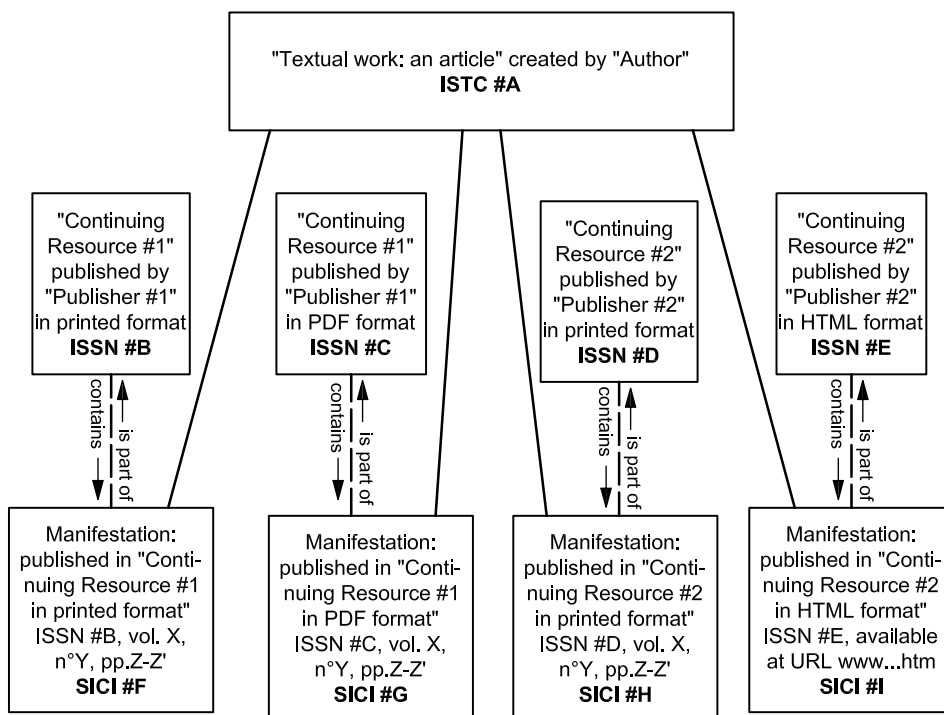 "Textual work: an article" created by "Author"
ISTC #A
"Continuing
Resource #1"
published by
"Publisher #1"
in printed format
ISSN #B
"Continuing
Resource #1"
published by
"Publisher #1"
in PDF format
ISSN #C
"Continuing
Resource #2"
published by
"Publisher #2"
in printed format
ISSN #D
"Continuing
Resource #2"
published by
"Publisher #2"
in HTML format
ISSN #E
contains
is part of
contains
is part of
contains
is part of
contains
is part of
Manifestation:
published in "Conti-
nuing Resource #1
in printed format"
ISSN #B, vol. X,
n°Y, pp.Z-Z'
SICI #F
Manifestation:
published in "Conti-
nuing Resource #1
in PDF format"
ISSN #C, vol. X,
n°Y, pp.Z-Z'
SICI #G
Manifestation:
published in "Conti-
nuing Resource #2
in printed format"
ISSN #D, vol. X,
n°Y, pp.Z-Z'
SICI #H
Manifestation:
published in "Conti-
nuing Resource #2
in HTML format"
ISSN #E, available
at URL www...htm
SICI #I